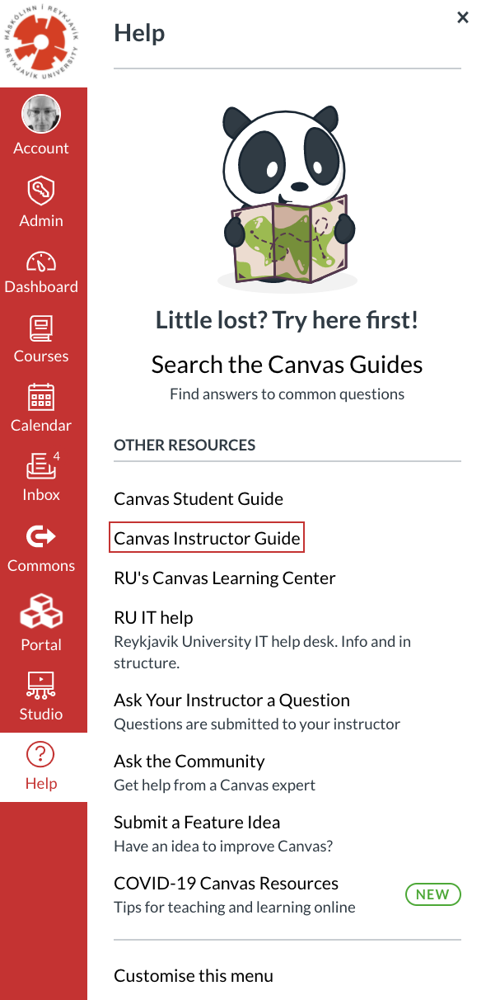 HÁSKÓLINN Í REYKJAVÍK
REYKJAVÍK UNIVERSITY
Account
Admin
Dashboard
Courses
Calendar
4
Inbox
Commons
Portal
Studio
Help
Help
×
Little lost? Try here first!
Search the Canvas Guides
Find answers to common questions
OTHER RESOURCES
Canvas Student Guide
Canvas Instructor Guide
RU's Canvas Learning Center
RU IT help
Reykjavik University IT help desk. Info and in
structure.
Ask Your Instructor a Question
Questions are submitted to your instructor
Ask the Community
Get help from a Canvas expert
Submit a Feature Idea
Have an idea to improve Canvas?
COVID-19 Canvas Resources
NEW
Tips for teaching and learning online
Customise this menu